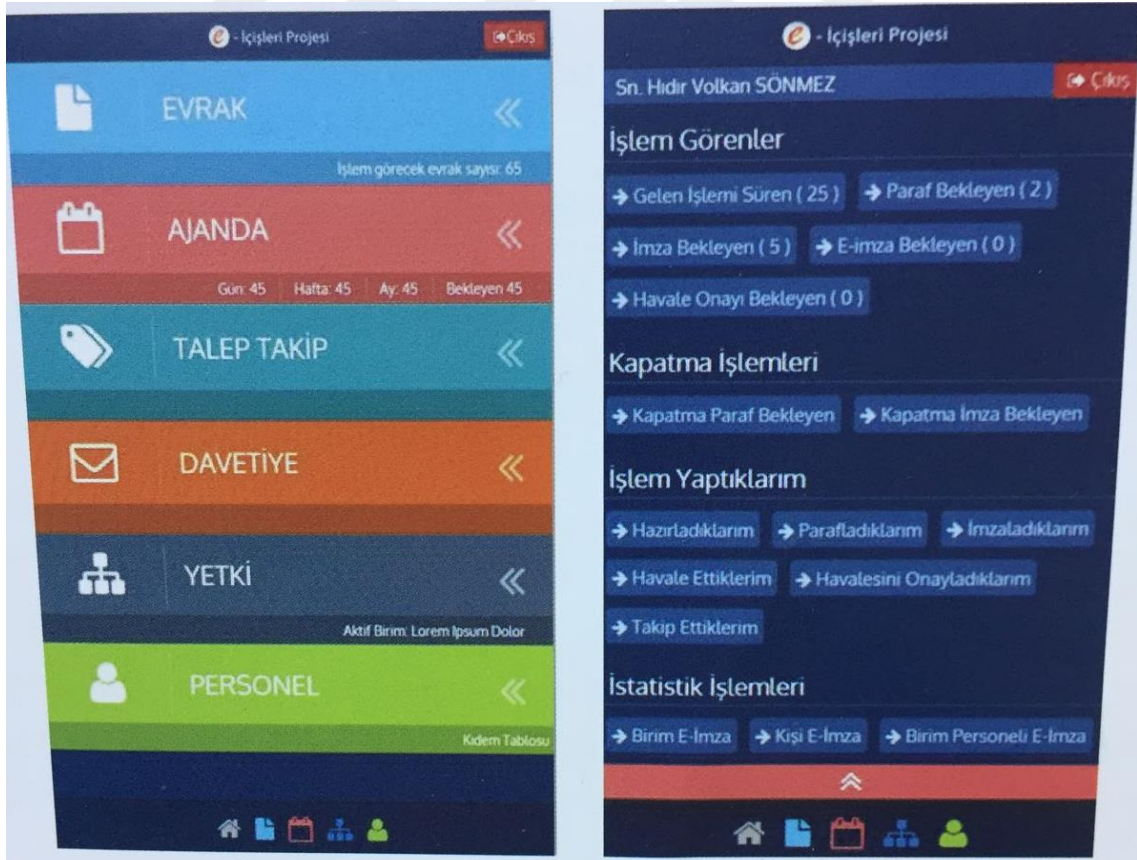 e - İçişleri Projesi
Çıkış
EVRAK
İşlem görecek evrak sayısı: 65
AJANDA
Gün: 45 Hafta: 45 Ay: 45 Bekleyen 45
TALEP TAKİP
DAVETİYE
YETKİ
Aktif Birim: Lorem Ipsum Dolor
PERSONEL
Kıdem Tablosu
e - İçişleri Projesi
Sn. Hıdır Volkan SÖNMEZ
Çıkış
İşlem Görenler
Gelen İşlemi Süren ( 25 ) Paraf Bekleyen ( 2 )
İmza Bekleyen ( 5 ) E-imza Bekleyen ( 0 )
Havale Onayı Bekleyen ( 0 )
Kapatma İşlemleri
Kapatma Paraf Bekleyen Kapatma İmza Bekleyen
İşlem Yaptıklarım
Hazırladıklarım Parafladıklarım İmzaladıklarım
Havale Ettiklerim Havalesini Onayladıklarım
Takip Ettiklerim
İstatistik İşlemleri
Birim E-İmza Kişi E-İmza Birim Personeli E-İmza